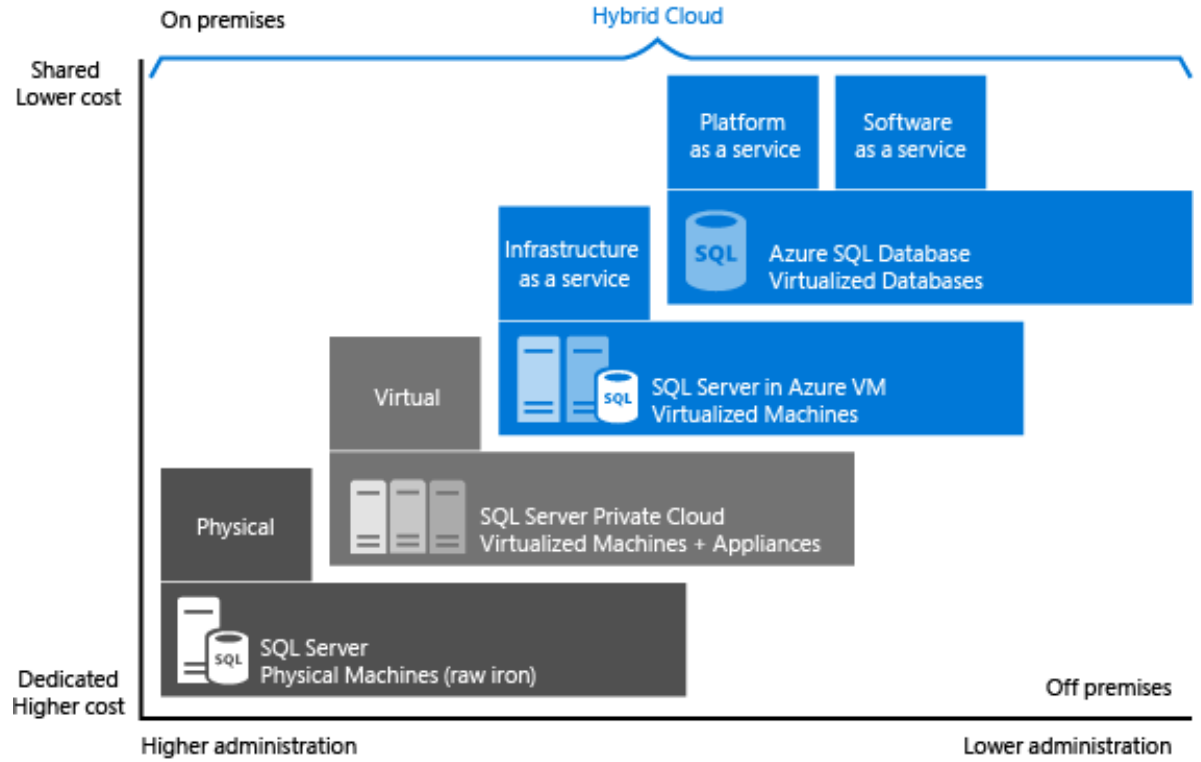 On premises
Hybrid Cloud
Shared
Lower cost
Platform
as a service
Software
as a service
Infrastructure
as a service
SQL
Azure SQL Database
Virtualized Databases
Virtual
SQL
SQL Server in Azure VM
Virtualized Machines
Physical
SQL Server Private Cloud
Virtualized Machines + Appliances
SQL
SQL Server
Physical Machines (raw iron)
Dedicated
Higher cost
Off premises
Higher administration
Lower administration